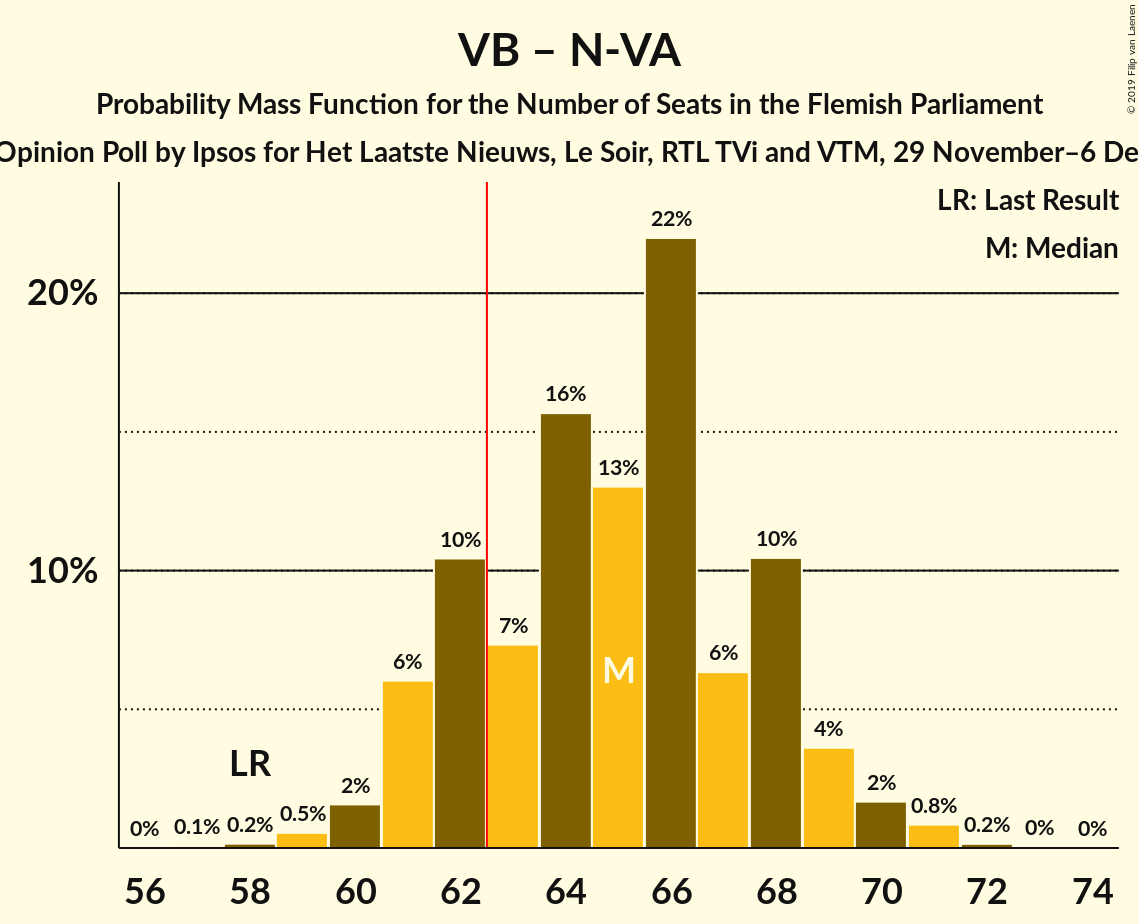 VB – N-VA
Probability Mass Function for the Number of Seats in the Flemish Parliament
Opinion Poll by Ipsos for Het Laatste Nieuws, Le Soir, RTL TVi and VTM, 29 November–6 De
© 2019 Filip van Laenen
LR: Last Result
M: Median
20%
10%
0%
0.1%
0.2%
0.5%
2%
6%
10%
7%
16%
13%
22%
6%
10%
4%
2%
0.8%
0.2%
0%
0%
LR
M
56 58 60 62 64 66 68 70 72 74